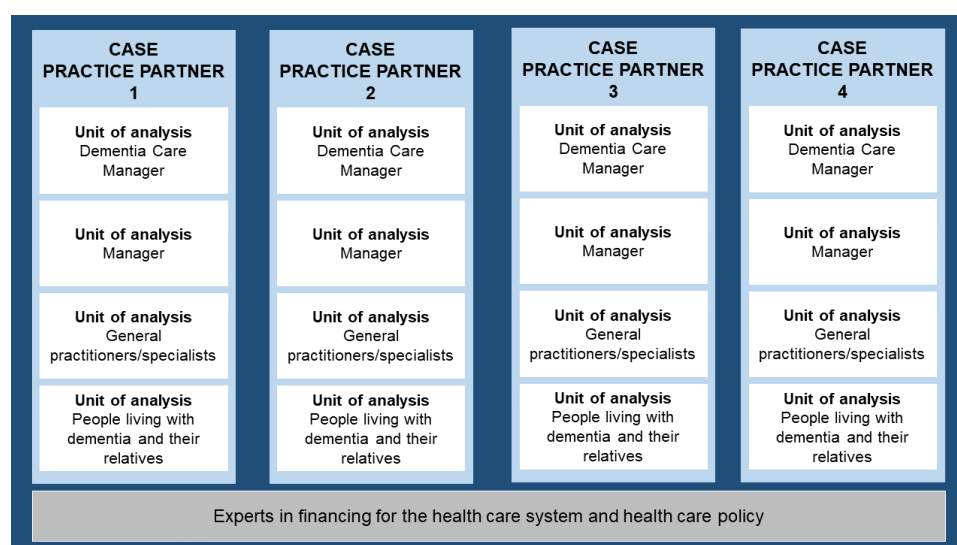 CASE
PRACTICE PARTNER
1
Unit of analysis
Dementia Care
Manager
Unit of analysis
Manager
Unit of analysis
General
practitioners/specialists
Unit of analysis
People living with
dementia and their
relatives
CASE
PRACTICE PARTNER
2
Unit of analysis
Dementia Care
Manager
Unit of analysis
Manager
Unit of analysis
General
practitioners/specialists
Unit of analysis
People living with
dementia and their
relatives
CASE
PRACTICE PARTNER
3
Unit of analysis
Dementia Care
Manager
Unit of analysis
Manager
Unit of analysis
General
practitioners/specialists
Unit of analysis
People living with
dementia and their
relatives
CASE
PRACTICE PARTNER
4
Unit of analysis
Dementia Care
Manager
Unit of analysis
Manager
Unit of analysis
General
practitioners/specialists
Unit of analysis
People living with
dementia and their
relatives
Experts in financing for the health care system and health care policy